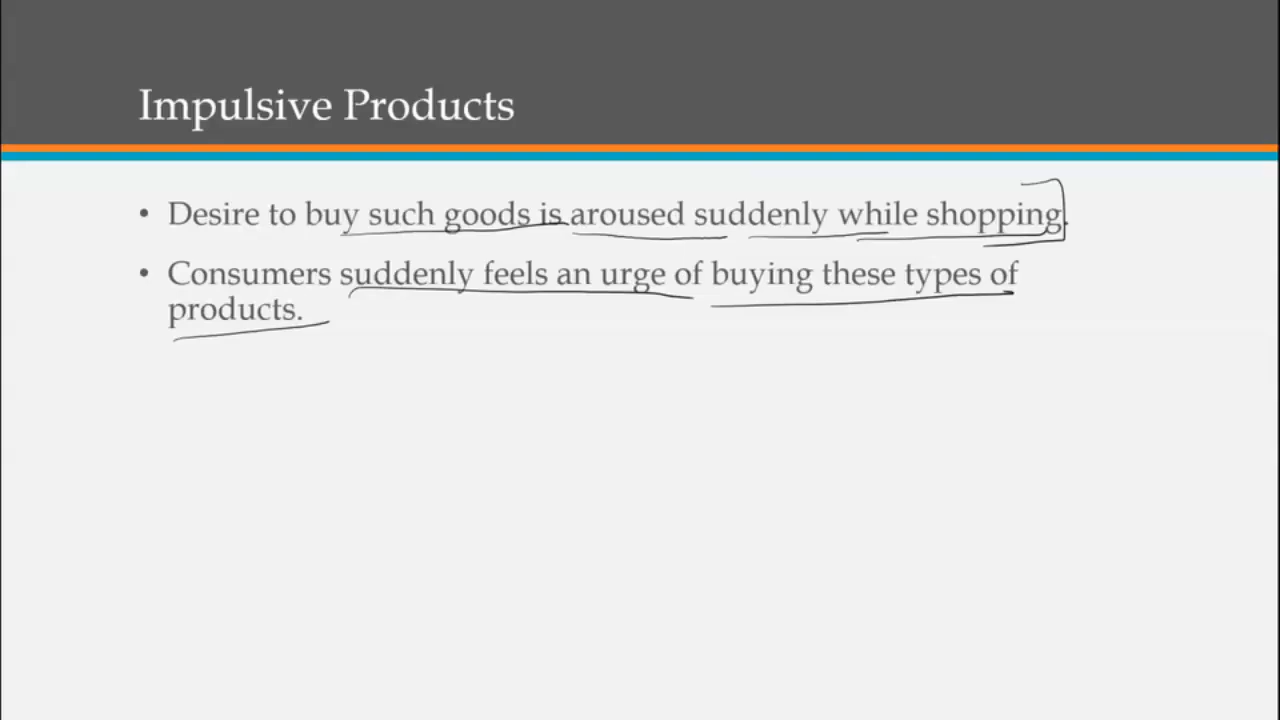 Impulsive Products
• Desire to buy such goods is aroused suddenly while shopping.
• Consumers suddenly feels an urge of buying these types of
products.